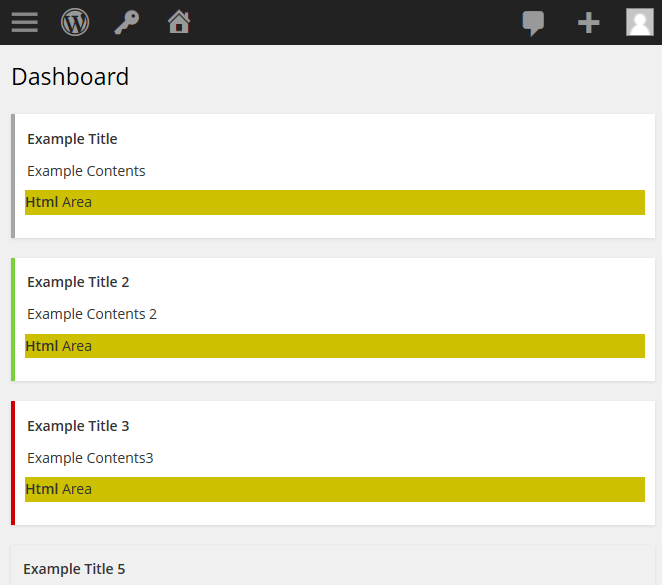 Dashboard
Example Title
Example Contents
Html Area
Example Title 2
Example Contents 2
Html Area
Example Title 3
Example Contents3
Html Area
Example Title 5